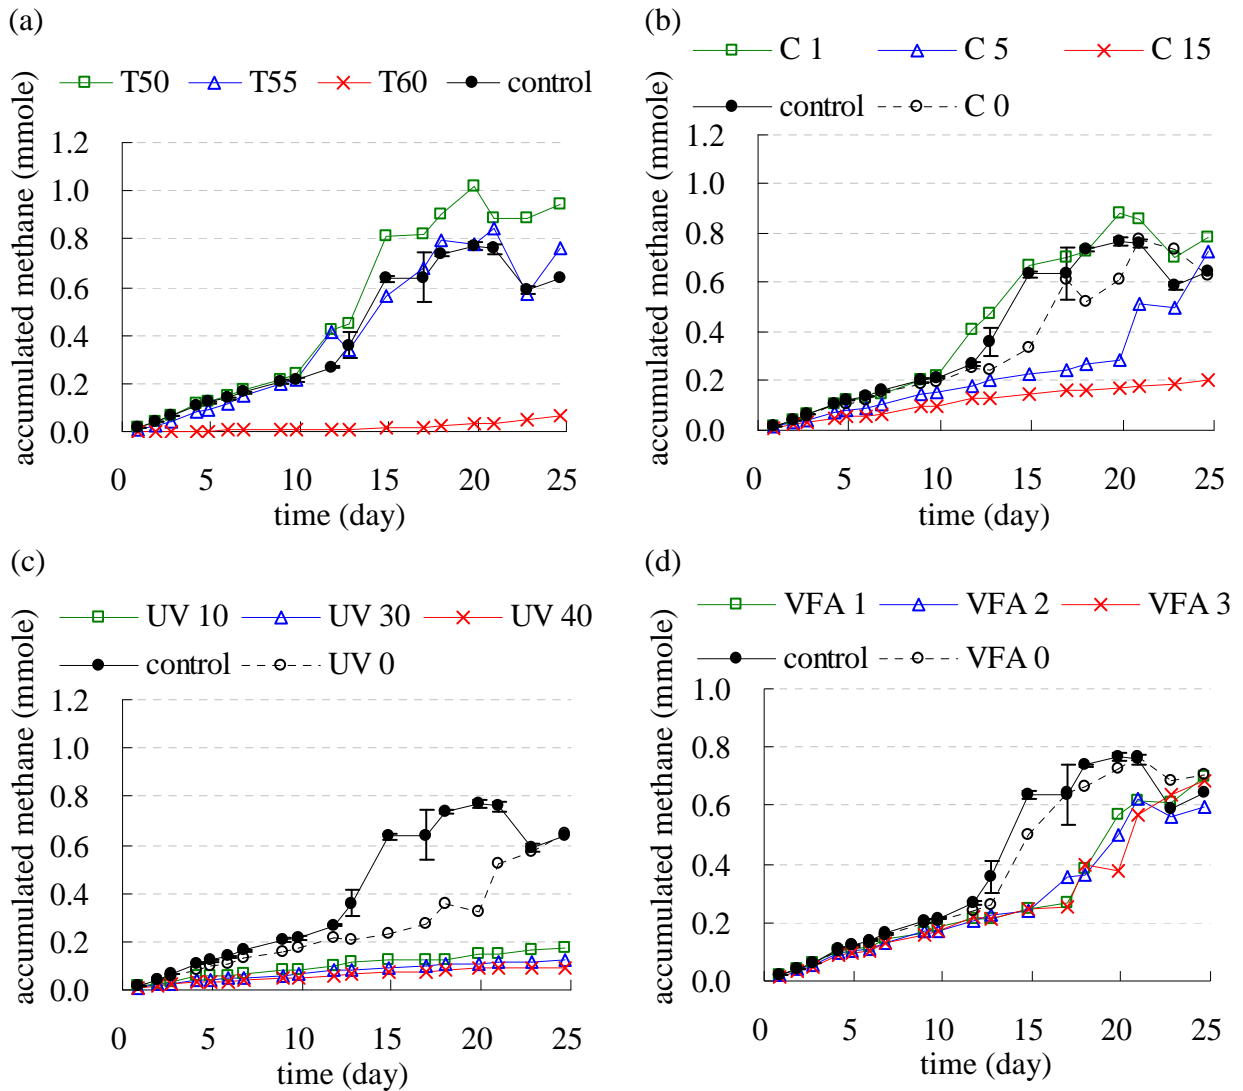 (a)
T50 T55 T60 control
accumulated methane (mmole)
1.2
1.0
0.8
0.6
0.4
0.2
0.0
0 5 10 15 20 25
time (day)
(b)
C 1 C 5 C 15
control C 0
accumulated methane (mmole)
1.2
1.0
0.8
0.6
0.4
0.2
0.0
0 5 10 15 20 25
time (day)
(c)
UV 10 UV 30 UV 40
control UV 0
accumulated methane (mmole)
1.2
1.0
0.8
0.6
0.4
0.2
0.0
0 5 10 15 20 25
time (day)
(d)
VFA 1 VFA 2 VFA 3
control VFA 0
accumulated methane (mmole)
1.0
0.8
0.6
0.4
0.2
0.0
0 5 10 15 20 25
time (day)